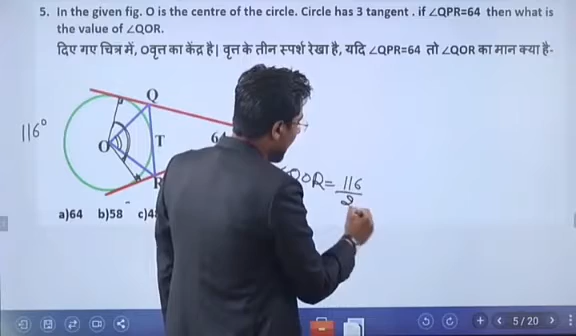 5. In the given fig. O is the centre of the circle. Circle has 3 tangent . if ∠QPR=64 then what is
the value of ∠QOR.
दिए गए चित्र में, Oवृत्त का केंद्र है| वृत्त के तीन स्पर्श रेखा है, यदि ∠QPR=64 तो ∠QOR का मान क्या है-
Q
116°
O T
R
QOR = 116
2
a)64 b)58
5 / 20